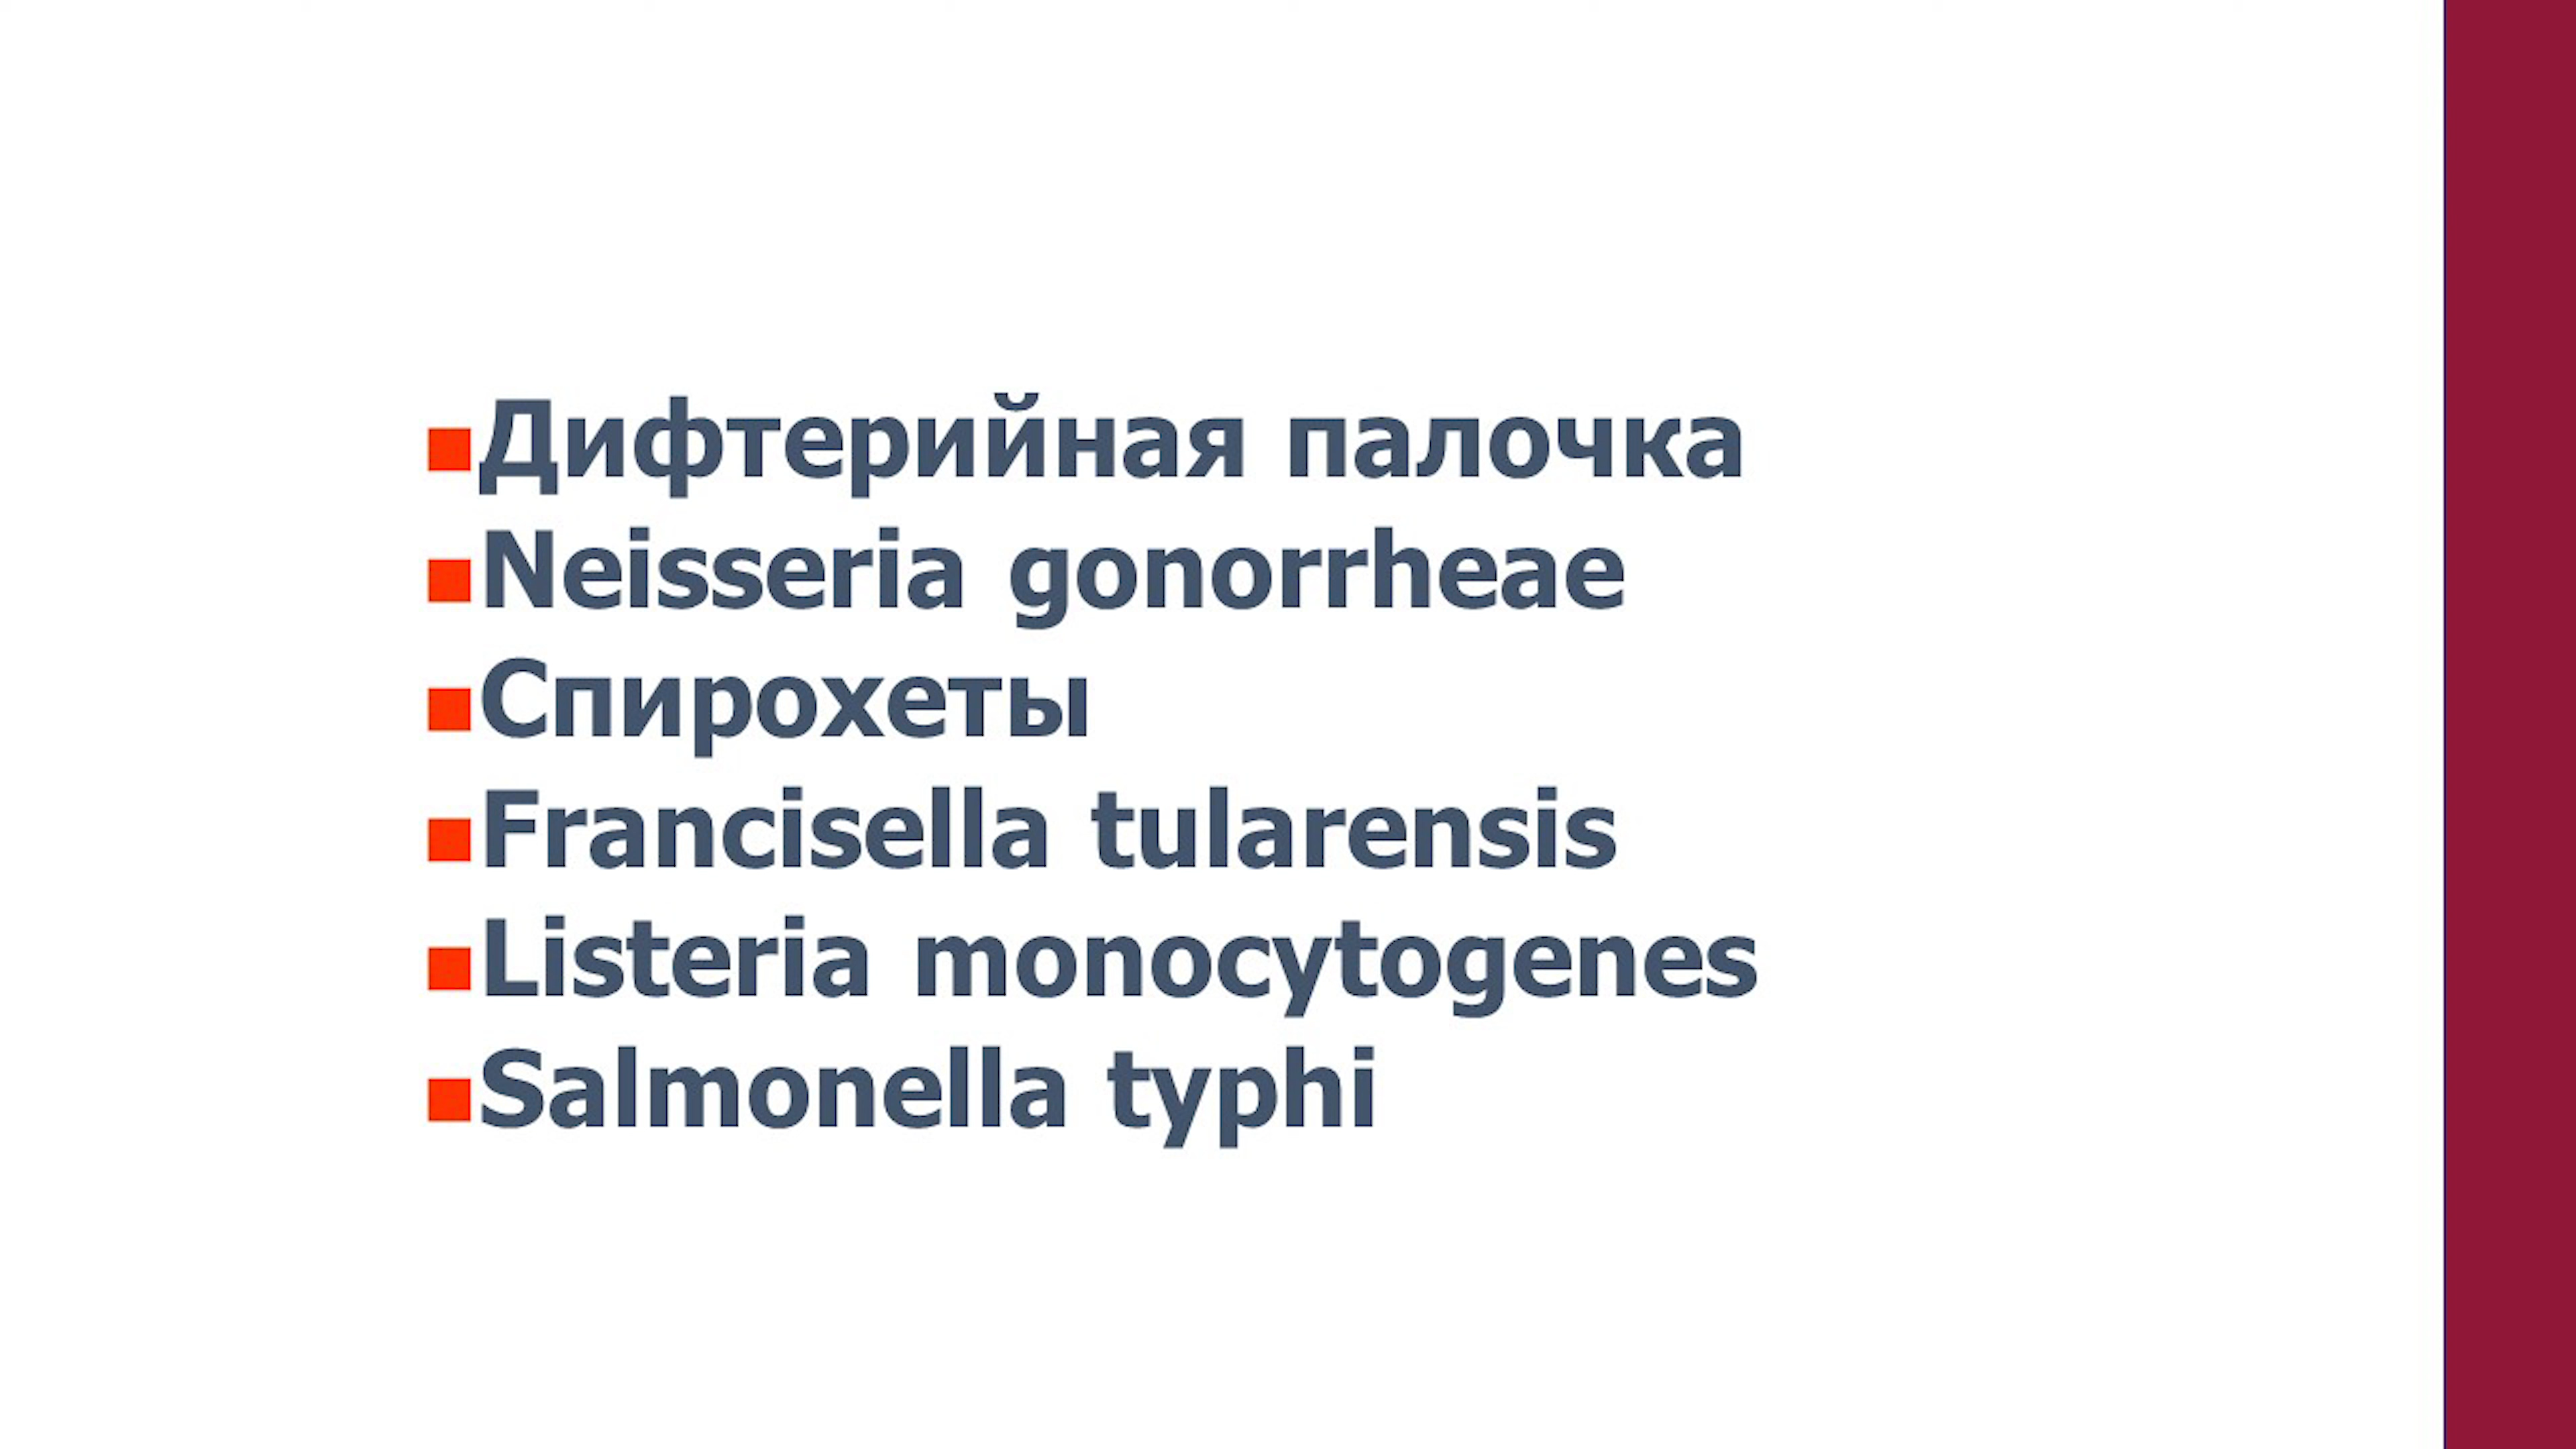 Дифтерийная палочка
Neisseria gonorrheae
Спирохеты
Francisella tularensis
Listeria monocytogenes
Salmonella typhi